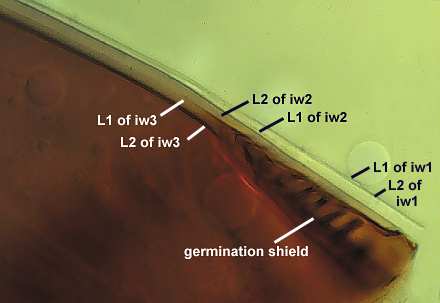 L2 of iw2
L1 of iw2
L1 of iw3
L2 of iw3
L1 of iw1
L2 of
iw1
germination shield